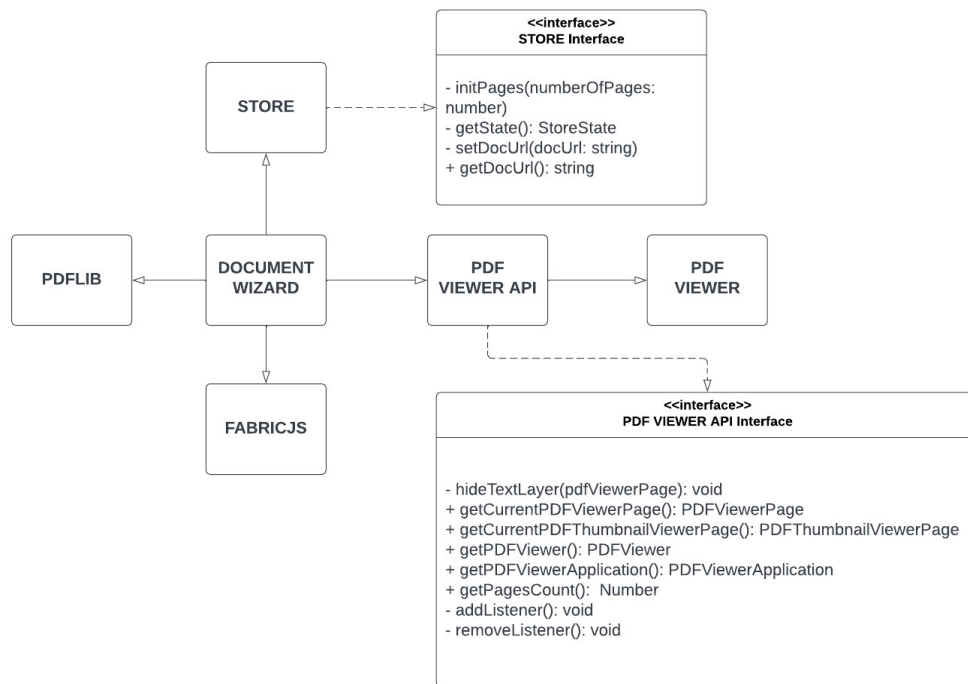 <<interface>>
STORE Interface
- initPages(numberOfPages:
number)
- getState(): StoreState
- setDocUrl(docUrl: string)
+ getDocUrl(): string
STORE
PDFLIB
DOCUMENT
WIZARD
PDF
VIEWER API
PDF
VIEWER
FABRICJS
<<interface>>
PDF VIEWER API Interface
- hideTextLayer(pdfViewerPage): void
+ getCurrentPDFViewerPage(): PDFViewerPage
+ getCurrentPDFThumbnailViewerPage(): PDFThumbnailViewerPage
+ getPDFViewer(): PDFViewer
+ getPDFViewerApplication(): PDFViewerApplication
+ getPagesCount():  Number
- addListener(): void
- removeListener(): void